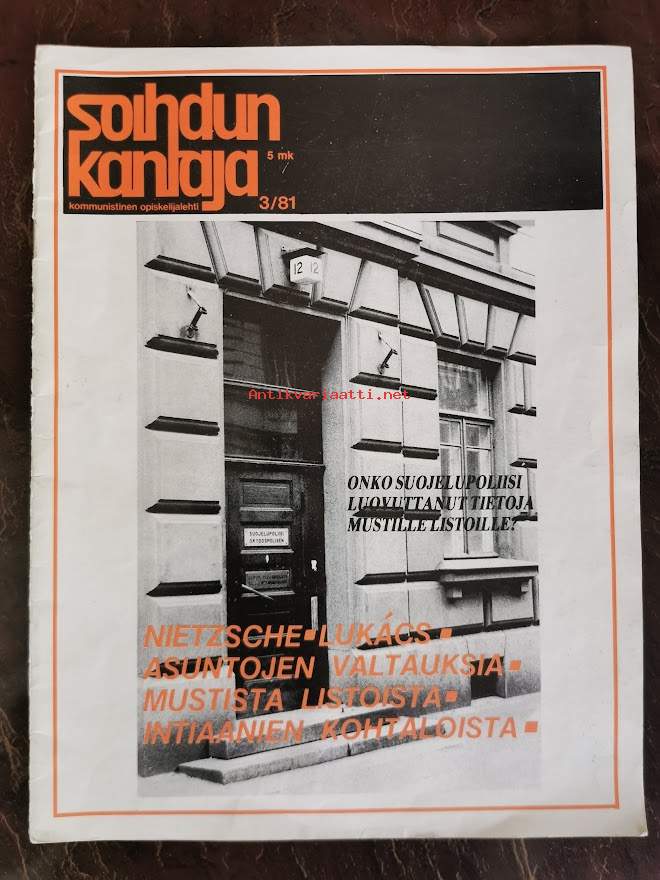 soihdun
kantaja
5 mk
kommunistinen opiskelijalehti
3/81
12 12
Antikvariaatti.net
ONKO SUOJELUPOLIISI
LUOVUTTANUT TIETOJA
MUSTILLE LISTOILLE?
SUOJELUPOLIISI
SKYDDSPOLISEN
NIETZSCHE▪LUKÁCS▪
ASUNTOJEN VALTAUKSIA▪
MUSTISTA LISTOISTA▪
INTIAANIEN KOHTALOISTA▪